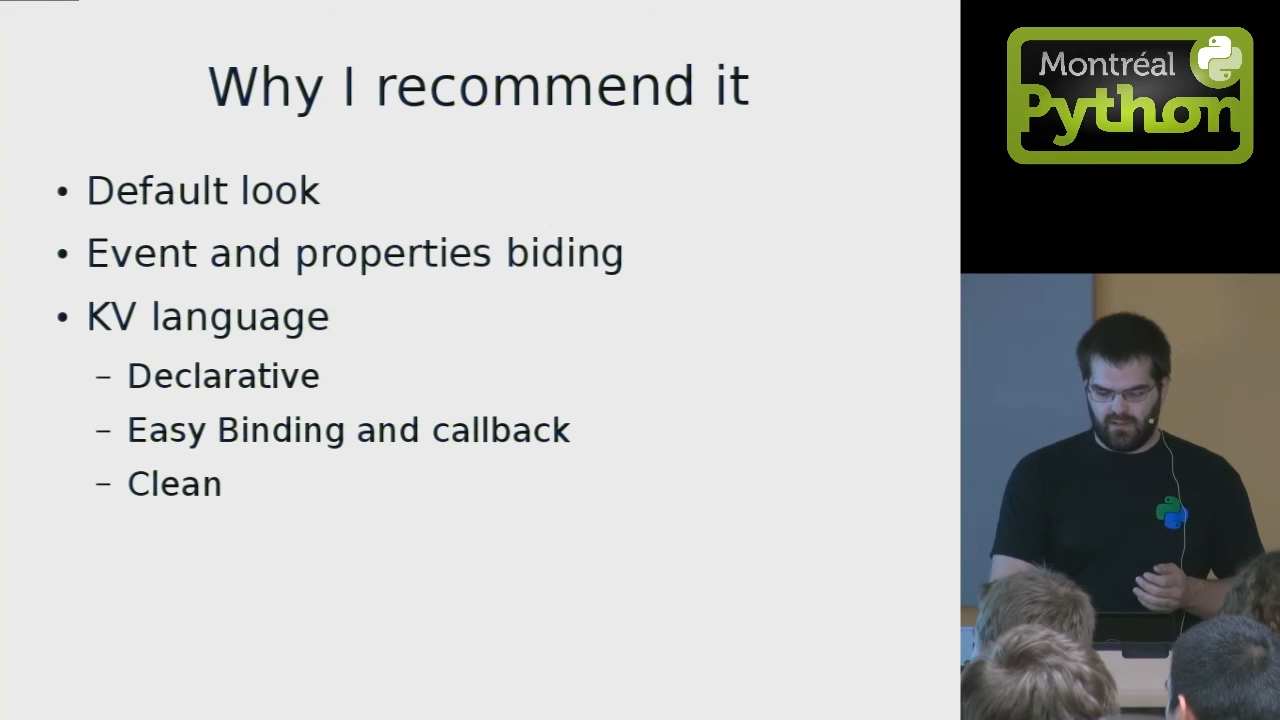 Why I recommend it
• Default look
• Event and properties biding
• KV language
– Declarative
– Easy Binding and callback
– Clean
Montréal
Python